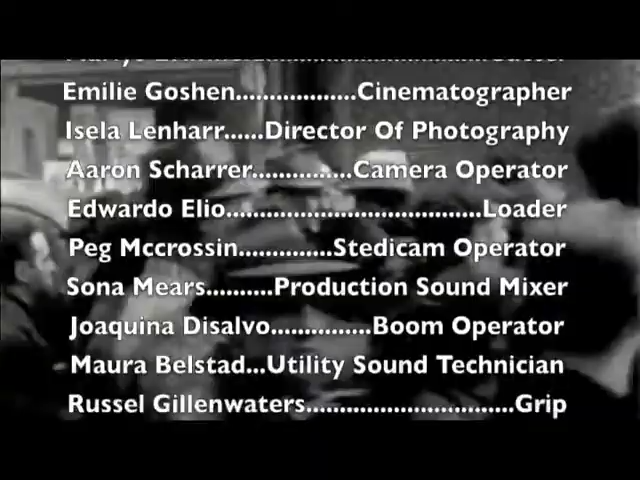 Emilie Goshen..................Cinematographer
Isela Lenharr......Director Of Photography
Aaron Scharrer...............Camera Operator
Edwardo Elio......................................Loader
Peg Mccrossin..............Stedicam Operator
Sona Mears..........Production Sound Mixer
Joaquina Disalvo...............Boom Operator
Maura Belstad...Utility Sound Technician
Russel Gillenwaters...............................Grip